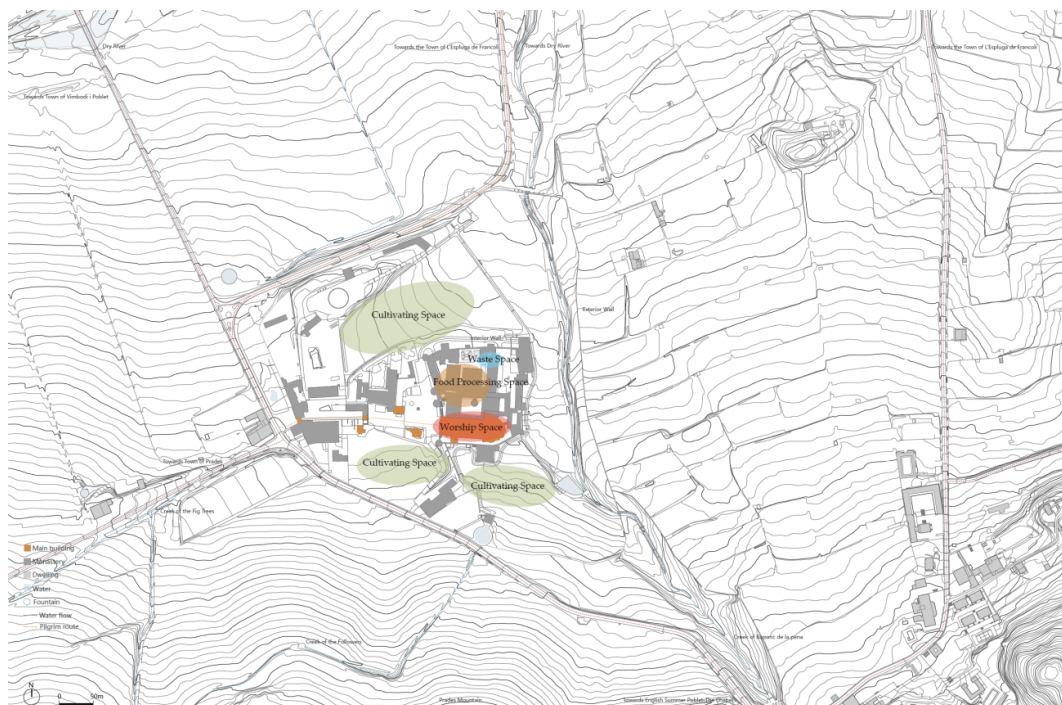 Dry River
Towards the Town of L'Espluga de Francolí
Towards Dry River
Towards the Town of L'Espluga de Francolí
Towards Town of Vimbodí i Poblet
Cultivating Space
Exterior Wall
Interior Wall
Waste Space
Food Processing Space
Worship Space
Cultivating Space
Towards Town of Prades
Cultivating Space
Creek of the Fig Trees
Main building
Monastery
Dwelling
Water
Fountain
Water flow
Pilgrim route
Creek of the Followers
N
0 50m
Prades Mountain